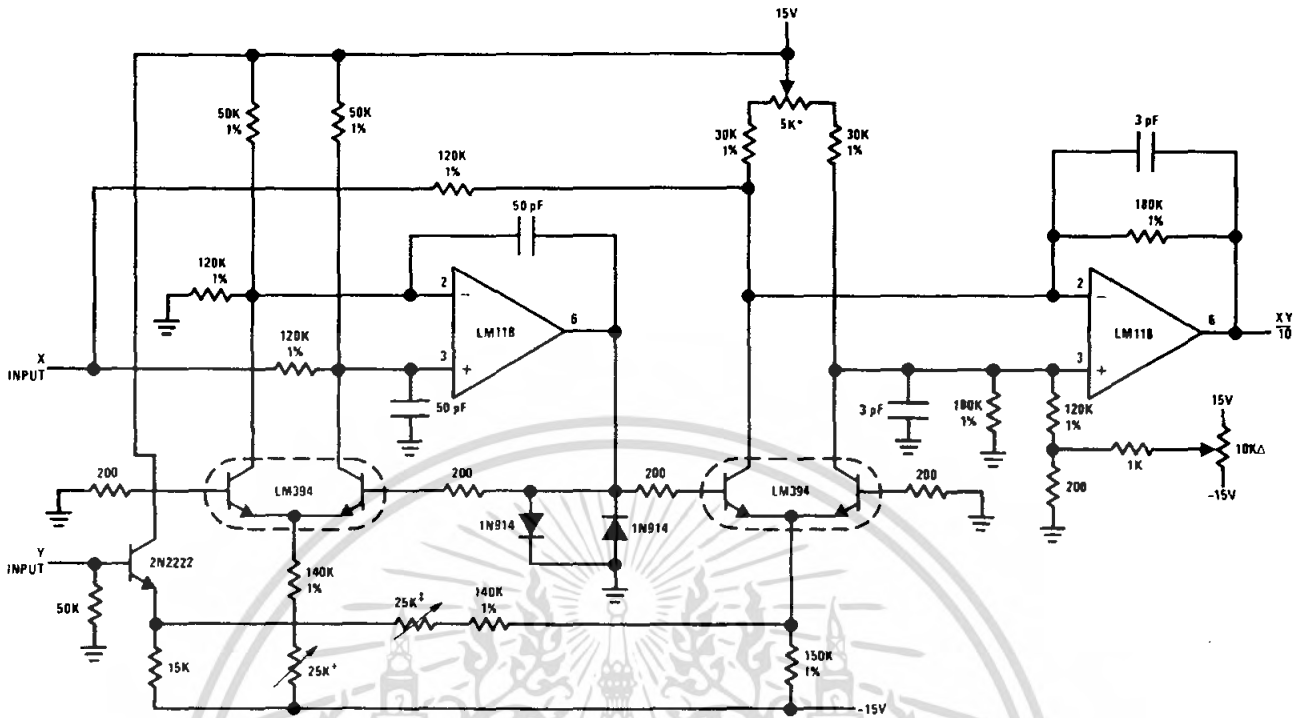 15V
50K
1%
50K
1%
5K*
30K
1%
30K
1%
3 pF
120K
1%
180K
1%
50 pF
120K
1%
2
-
LM118
6
3
+
120K
1%
X
INPUT
50 pF
2
-
LM118
6
XY
10
3
+
3 pF
180K
1%
120K
1%
15V
10KΔ
1K
-15V
200
200
LM394
200
200
LM394
200
1N914
1N914
Y
INPUT
2N2222
50K
140K
1%
25K‡
140K
1%
15K
25K+
150K
1%
-15V